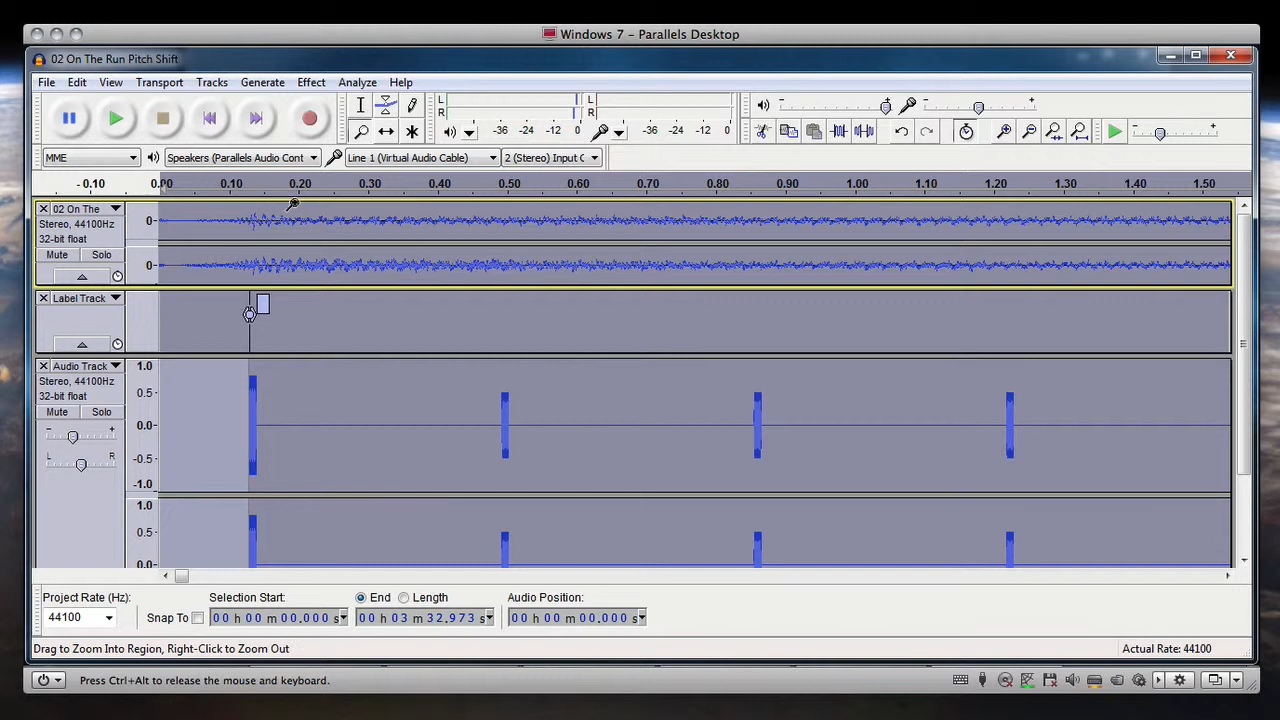 Windows 7 - Parallels Desktop
02 On The Run Pitch Shift
File Edit View Transport Tracks Generate Effect Analyze Help
L
R
-36 -24 -12 0
L
R
-36 -24 -12 0
- +
- +
- +
MME
Speakers (Parallels Audio Cont
Line 1 (Virtual Audio Cable)
2 (Stereo) Input C
- 0.10 0.00 0.10 0.20 0.30 0.40 0.50 0.60 0.70 0.80 0.90 1.00 1.10 1.20 1.30 1.40 1.50
02 On The
Stereo, 44100Hz
32-bit float
Mute Solo
0-
0-
Label Track
Audio Track
Stereo, 44100Hz
32-bit float
Mute Solo
- +
L R
1.0
0.5-
0.0-
-0.5-
-1.0
1.0
0.5-
0.0-
Project Rate (Hz):
44100
Snap To
Selection Start:
00 h 00 m 00.000 s
End Length
00 h 03 m 32.973 s
Audio Position:
00 h 00 m 00.000 s
Drag to Zoom Into Region, Right-Click to Zoom Out
Actual Rate: 44100
Press Ctrl+Alt to release the mouse and keyboard.